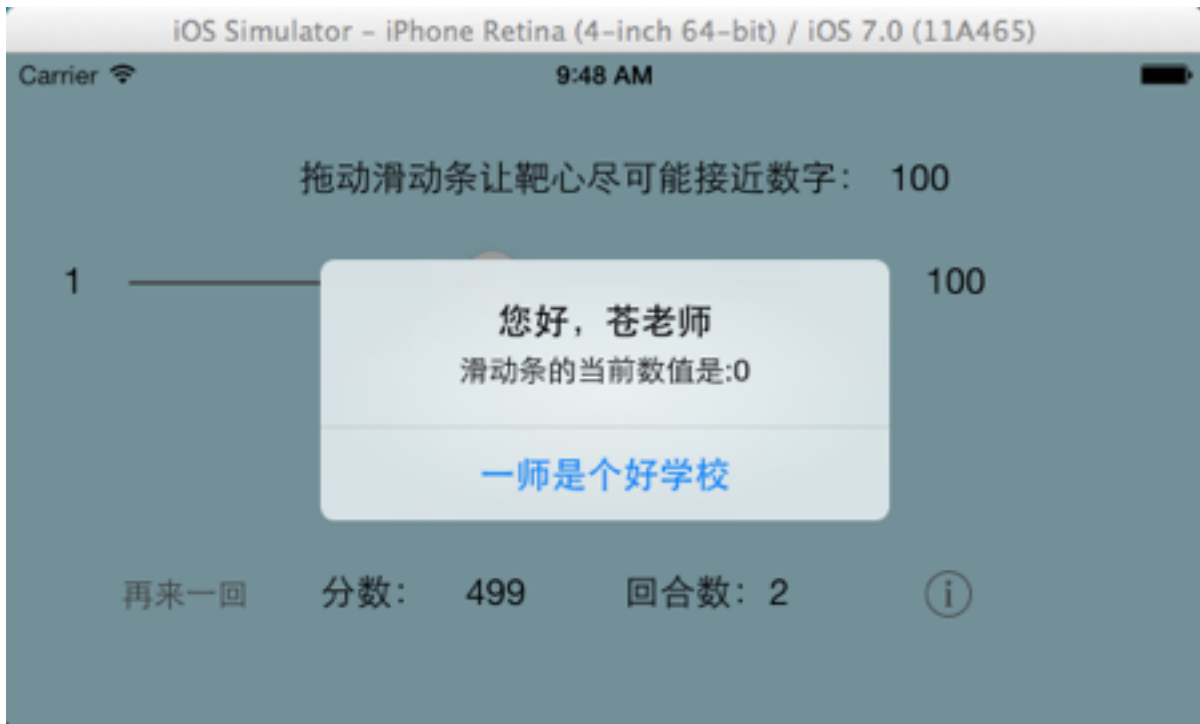 iOS Simulator – iPhone Retina (4-inch 64-bit) / iOS 7.0 (11A465)
Carrier 9:48 AM
拖动滑动条让靶心尽可能接近数字： 100
1 100
您好，苍老师
滑动条的当前数值是:0
一师是个好学校
再来一回 分数： 499 回合数：2 i